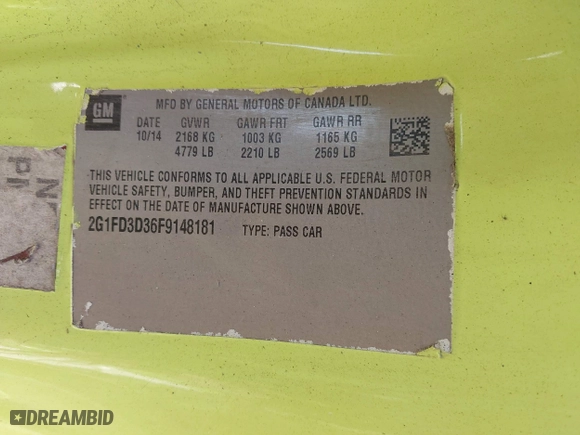 GM
MFD BY GENERAL MOTORS OF CANADA LTD.
DATE GVWR GAWR FRT GAWR RR
10/14 2168 KG 1003 KG 1165 KG
4779 LB 2210 LB 2569 LB
THIS VEHICLE CONFORMS TO ALL APPLICABLE U.S. FEDERAL MOTOR
VEHICLE SAFETY, BUMPER, AND THEFT PREVENTION STANDARDS IN
EFFECT ON THE DATE OF MANUFACTURE SHOWN ABOVE.
2G1FD3D36F9148181 TYPE: PASS CAR
DREAMBID